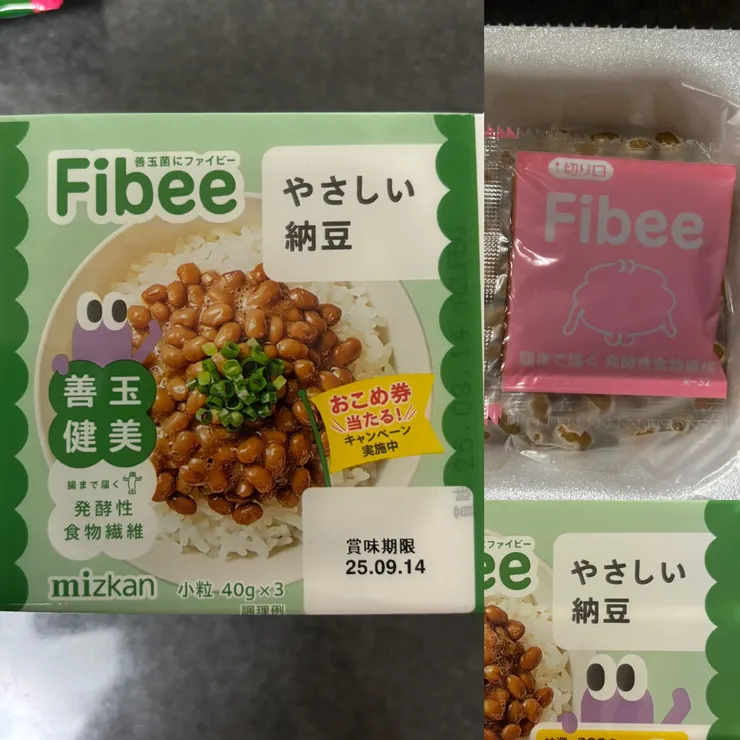 善玉菌にファイビー
Fibee
やさしい
納豆
善玉
健美
腸まで届く
発酵性
食物繊維
おこめ券
当たる!
キャンペーン
実施中
賞味期限
25.09.14
mizkan
小粒 40g×3
調理例
切り口
Fibee
腸まで届く 発酵性食物繊維
K-32
ファイビー
ee
やさしい
納豆